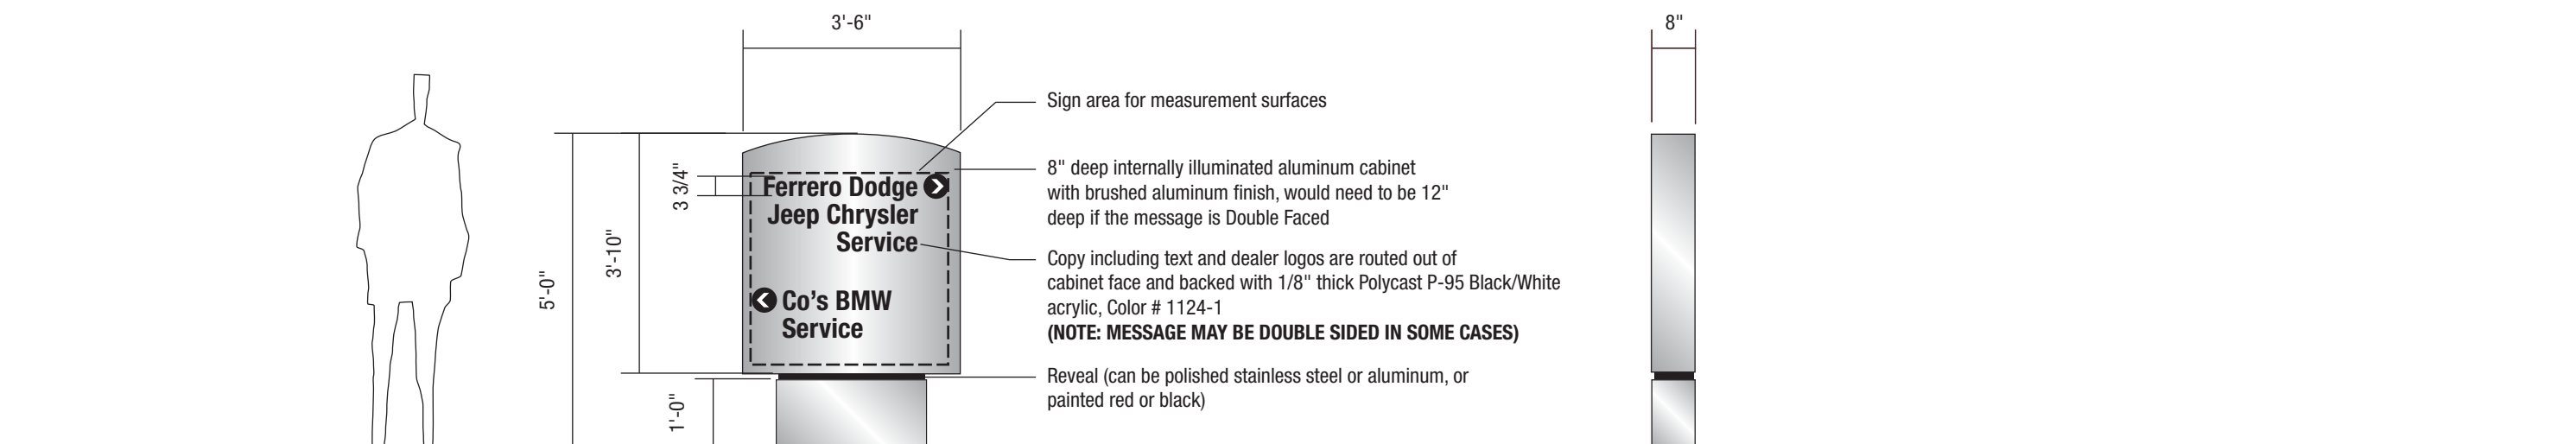 3'-6"
8"
Sign area for measurement surfaces
8" deep internally illuminated aluminum cabinet
with brushed aluminum finish, would need to be 12"
deep if the message is Double Faced
3 3/4"
Ferrero Dodge
Jeep Chrysler
Service
Co’s BMW
Service
3'-10"
5'-0"
Copy including text and dealer logos are routed out of
cabinet face and backed with 1/8" thick Polycast P-95 Black/White
acrylic, Color # 1124-1
(NOTE: MESSAGE MAY BE DOUBLE SIDED IN SOME CASES)
Reveal (can be polished stainless steel or aluminum, or
painted red or black)
1'-0"